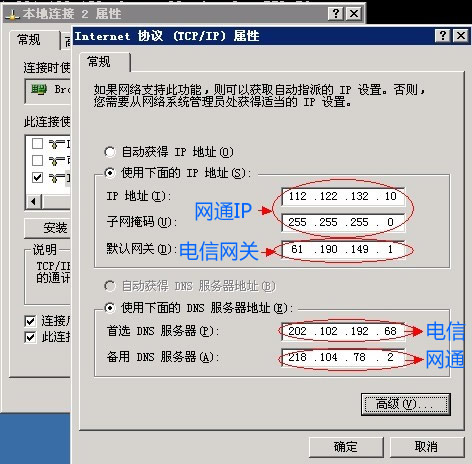 本地连接 2 属性
常规
连接时使
Bro
此连接使
安装
说明
TCP/IP
的通讯
连接后
此连接
Internet 协议 (TCP/IP) 属性
常规
如果网络支持此功能，则可以获取自动指派的 IP 设置。否则，
您需要从网络系统管理员处获得适当的 IP 设置。
自动获得 IP 地址(O)
使用下面的 IP 地址(S):
IP 地址(I): 112 .122 .132 . 10
网通IP
子网掩码(U): 255 .255 .255 . 0
默认网关(D): 电信网关 61 .190 .149 . 1
自动获得 DNS 服务器地址(B)
使用下面的 DNS 服务器地址(E):
首选 DNS 服务器(P): 202 .102 .192 . 68 电信
备用 DNS 服务器(A): 218 .104 . 78 . 2 网通
高级(V)...
确定 取消